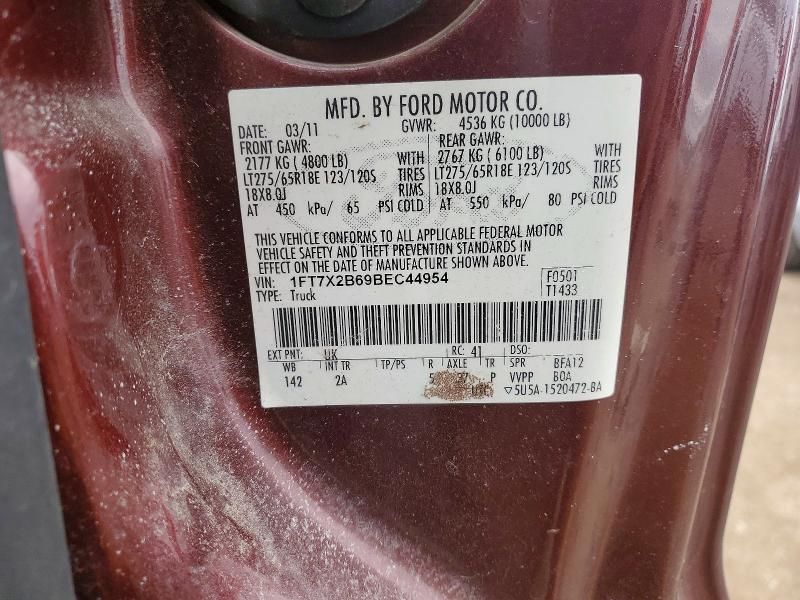 MFD. BY FORD MOTOR CO.
DATE: 03/11 GVWR: 4536 KG (10000 LB)
FRONT GAWR: REAR GAWR:
2177 KG (4800 LB) WITH 2767 KG (6100 LB) WITH
LT275/65R18E 123/120S TIRES LT275/65R18E 123/120S TIRES
18X8.0J RIMS 18X8.0J RIMS
AT 450 kPa/ 65 PSI COLD AT 550 kPa/ 80 PSI COLD
THIS VEHICLE CONFORMS TO ALL APPLICABLE FEDERAL MOTOR
VEHICLE SAFETY AND THEFT PREVENTION STANDARDS IN
EFFECT ON THE DATE OF MANUFACTURE SHOWN ABOVE.
VIN: 1FT7X2B69BEC44954 F0501
TYPE: Truck T1433
EXT PNT: UK RC: 41 DSO:
WB INT TR TP/PS R AXLE TR SPR BFA12
142 2A 5 P VVPP BOA
▽5U5A-1520472-BA